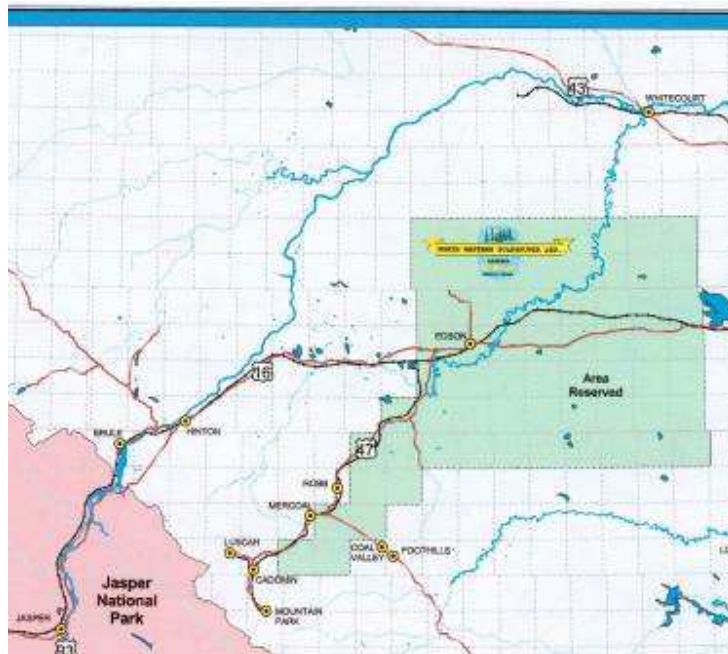 43
WHITECOURT
EDSON
Area
Reserved
16
HINTON
BRULE
47
ROBB
MERCOAL
LUSCAR
COAL
VALLEY
FOOTHILLS
CADOMIN
MOUNTAIN
PARK
Jasper
National
Park
JASPER
93